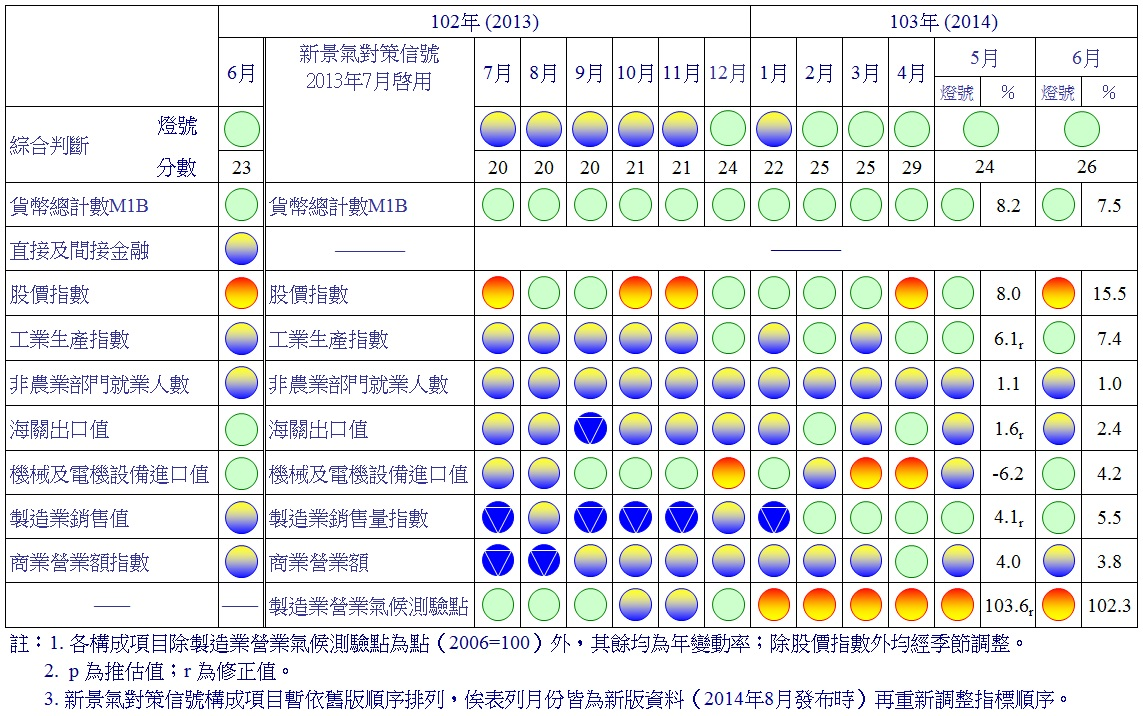 102年 (2013) 103年 (2014)
6月 新景氣對策信號 7月 8月 9月 10月 11月 12月 1月 2月 3月 4月 5月 6月
2013年7月啓用 燈號 % 燈號 %
綜合判斷 燈號
分數 23 20 20 20 21 21 24 22 25 25 29 24 26
貨幣總計數M1B 貨幣總計數M1B 8.2 7.5
直接及間接金融 —— ——
股價指數 股價指數 8.0 15.5
工業生產指數 工業生產指數 6.1r 7.4
非農業部門就業人數 非農業部門就業人數 1.1 1.0
海關出口值 海關出口值 1.6r 2.4
機械及電機設備進口值 機械及電機設備進口值 -6.2 4.2
製造業銷售值 製造業銷售量指數 4.1r 5.5
商業營業額指數 商業營業額 4.0 3.8
—— —— 製造業營業氣候測驗點 103.6r 102.3
註：1. 各構成項目除製造業營業氣候測驗點為點（2006=100）外，其餘均為年變動率；除股價指數外均經季節調整。
2. p 為推估值；r 為修正值。
3. 新景氣對策信號構成項目暫依舊版順序排列，俟表列月份皆為新版資料（2014年8月發布時）再重新調整指標順序。